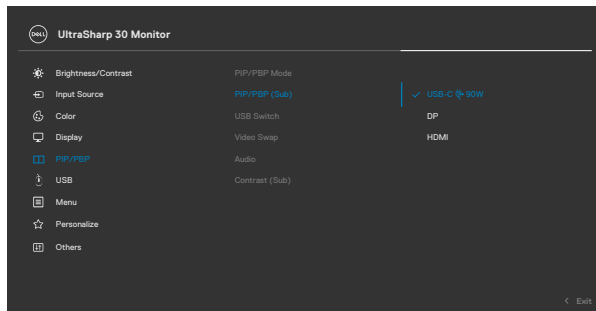 DELL UltraSharp 30 Monitor
Brightness/Contrast PIP/PBP Mode
Input Source PIP/PBP (Sub) USB-C 90W
Color USB Switch DP
Display Video Swap HDMI
PIP/PBP Audio
USB Contrast (Sub)
Menu
Personalize
Others
Exit